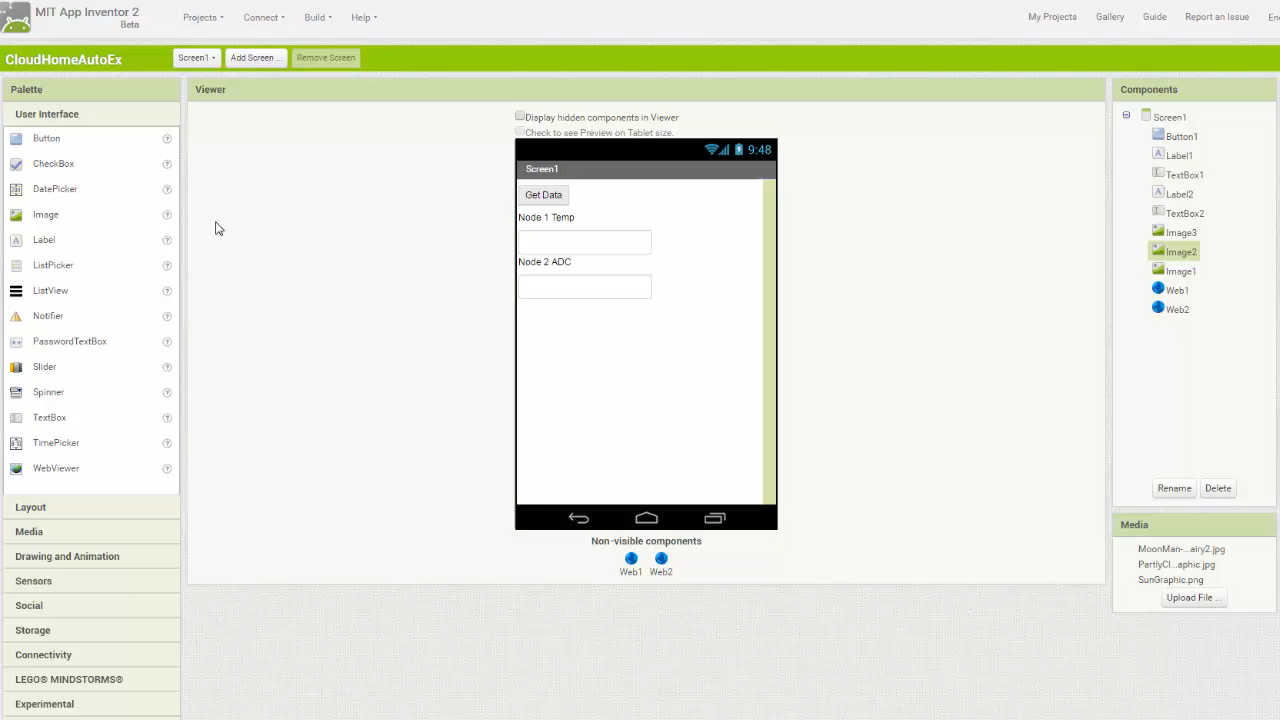 MIT App Inventor 2
Beta
Projects
Connect
Build
Help
My Projects
Gallery
Guide
Report an Issue
En
CloudHomeAutoEx
Screen1
Add Screen ...
Remove Screen
Palette
User Interface
Button
CheckBox
DatePicker
Image
Label
ListPicker
ListView
Notifier
PasswordTextBox
Slider
Spinner
TextBox
TimePicker
WebViewer
Layout
Media
Drawing and Animation
Sensors
Social
Storage
Connectivity
LEGO® MINDSTORMS®
Experimental
Viewer
Display hidden components in Viewer
Check to see Preview on Tablet size.
9:48
Screen1
Get Data
Node 1 Temp
Node 2 ADC
Non-visible components
Web1
Web2
Components
Screen1
Button1
Label1
TextBox1
Label2
TextBox2
Image3
Image2
Image1
Web1
Web2
Rename
Delete
Media
MoonMan-...airy2.jpg
PartlyCl...aphic.jpg
SunGraphic.png
Upload File ...